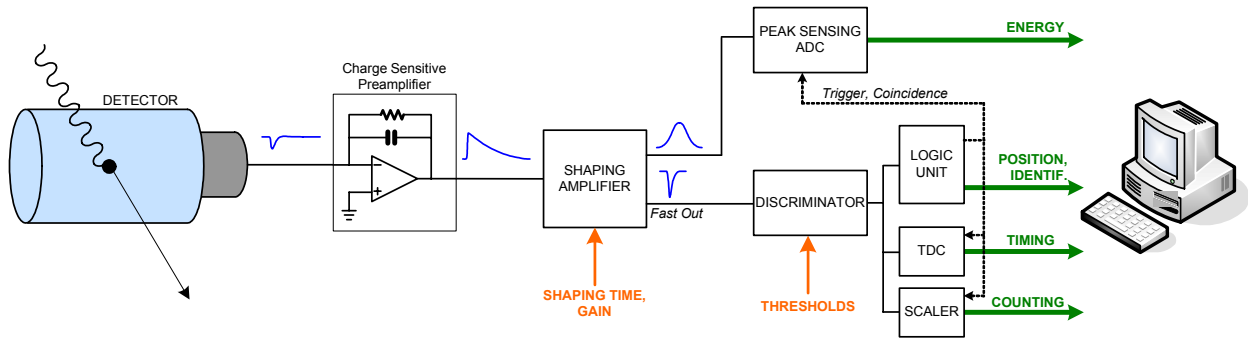 DETECTOR
Charge Sensitive
Preamplifier
−
+
SHAPING
AMPLIFIER
SHAPING TIME,
GAIN
Fast Out
PEAK SENSING
ADC
ENERGY
Trigger, Coincidence
DISCRIMINATOR
THRESHOLDS
LOGIC
UNIT
POSITION,
IDENTIF.
TDC
TIMING
SCALER
COUNTING